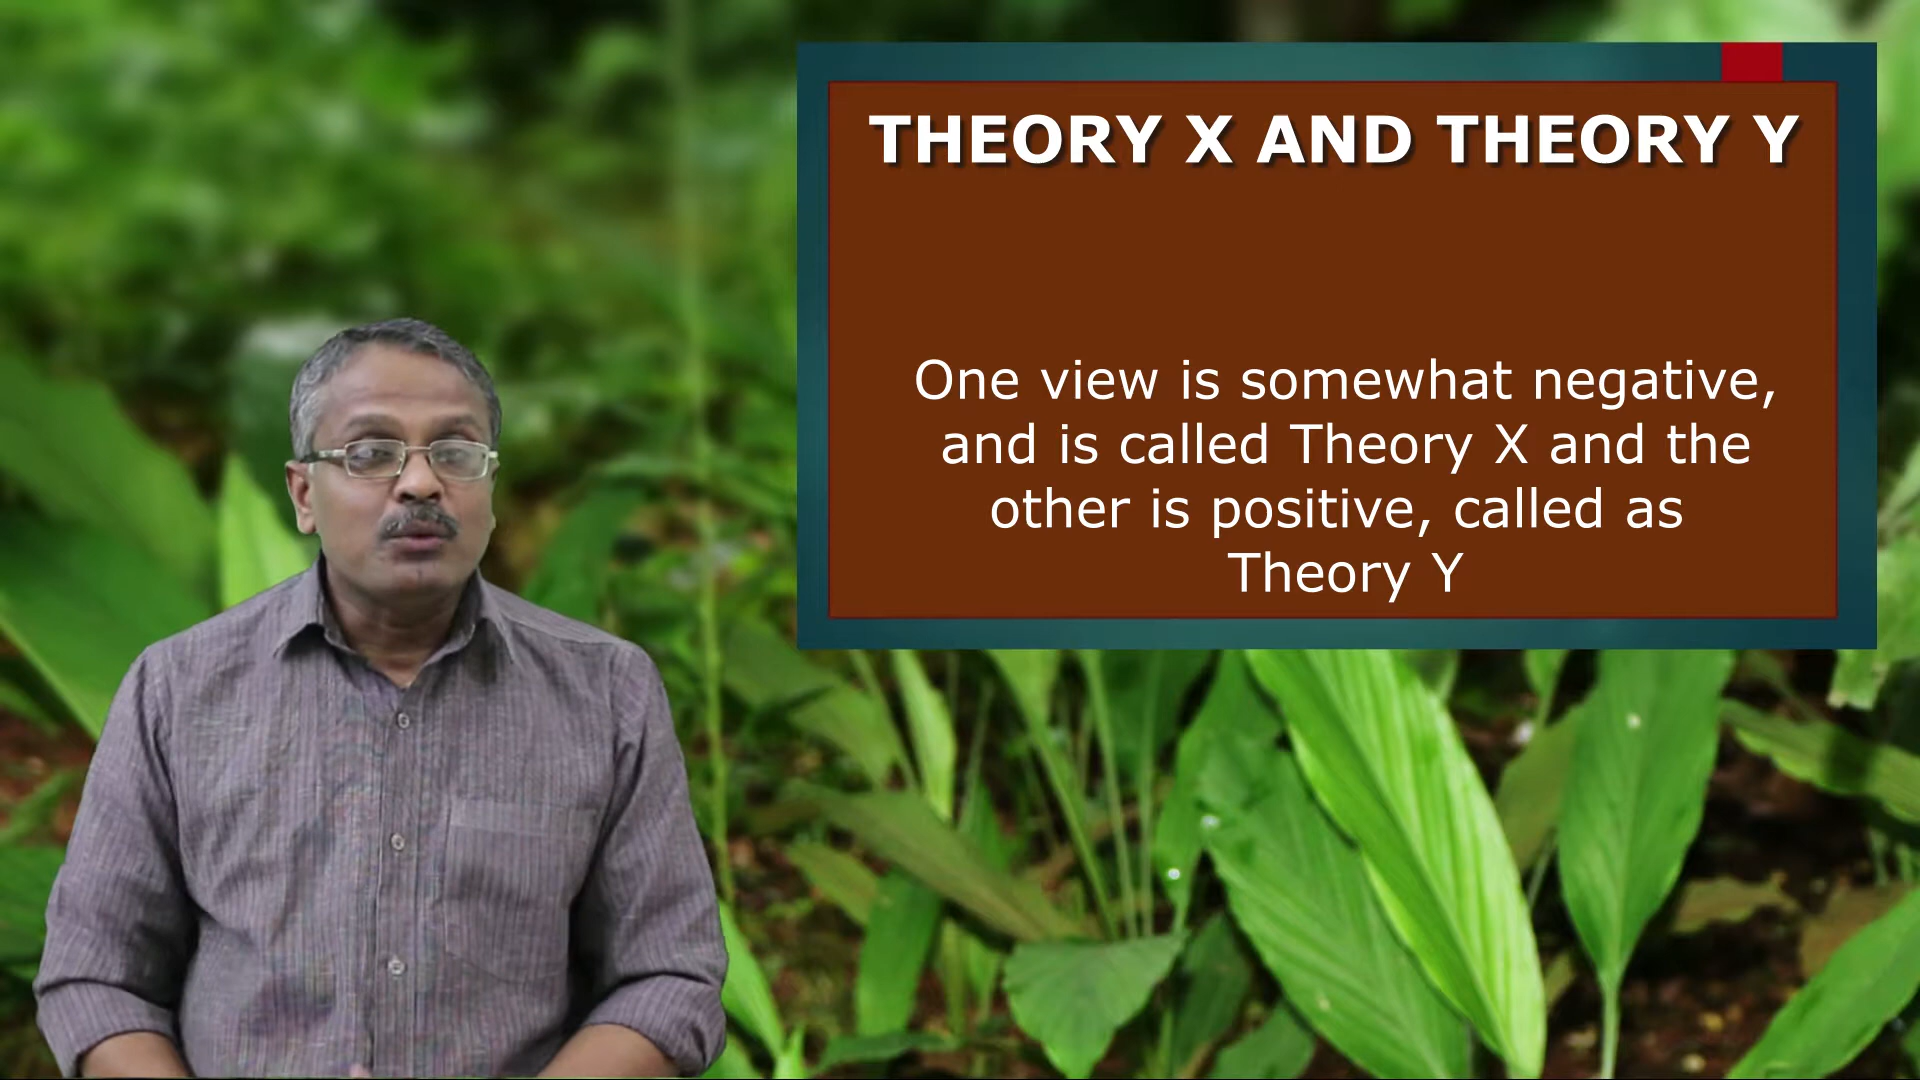 THEORY X AND THEORY Y
One view is somewhat negative,
and is called Theory X and the
other is positive, called as
Theory Y